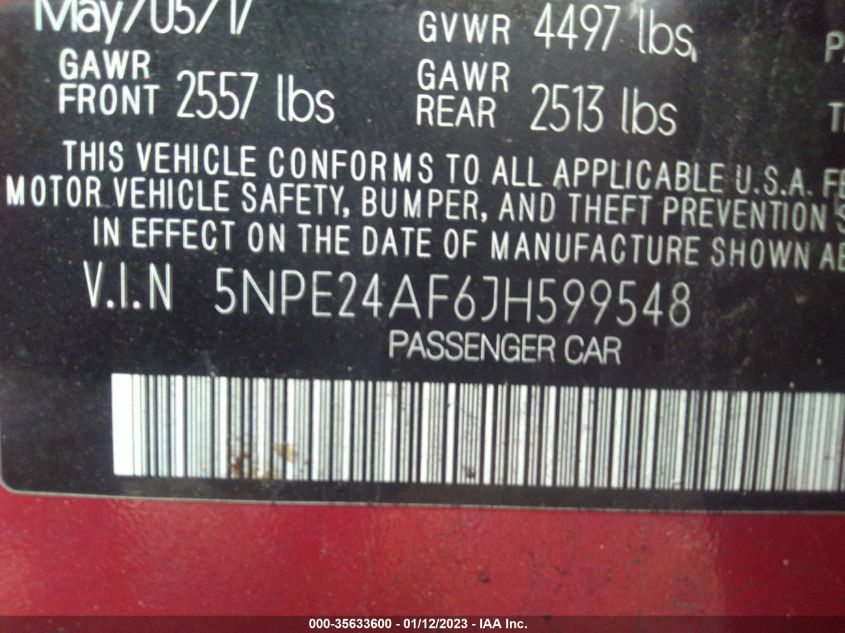 May/05/17
GVWR 4497 lbs
GAWR FRONT 2557 lbs
GAWR REAR 2513 lbs
THIS VEHICLE CONFORMS TO ALL APPLICABLE U.S.A.
MOTOR VEHICLE SAFETY, BUMPER, AND THEFT PREVENTION
IN EFFECT ON THE DATE OF MANUFACTURE SHOWN
V.I.N 5NPE24AF6JH599548
PASSENGER CAR
000-35633600 - 01/12/2023 - IAA Inc.